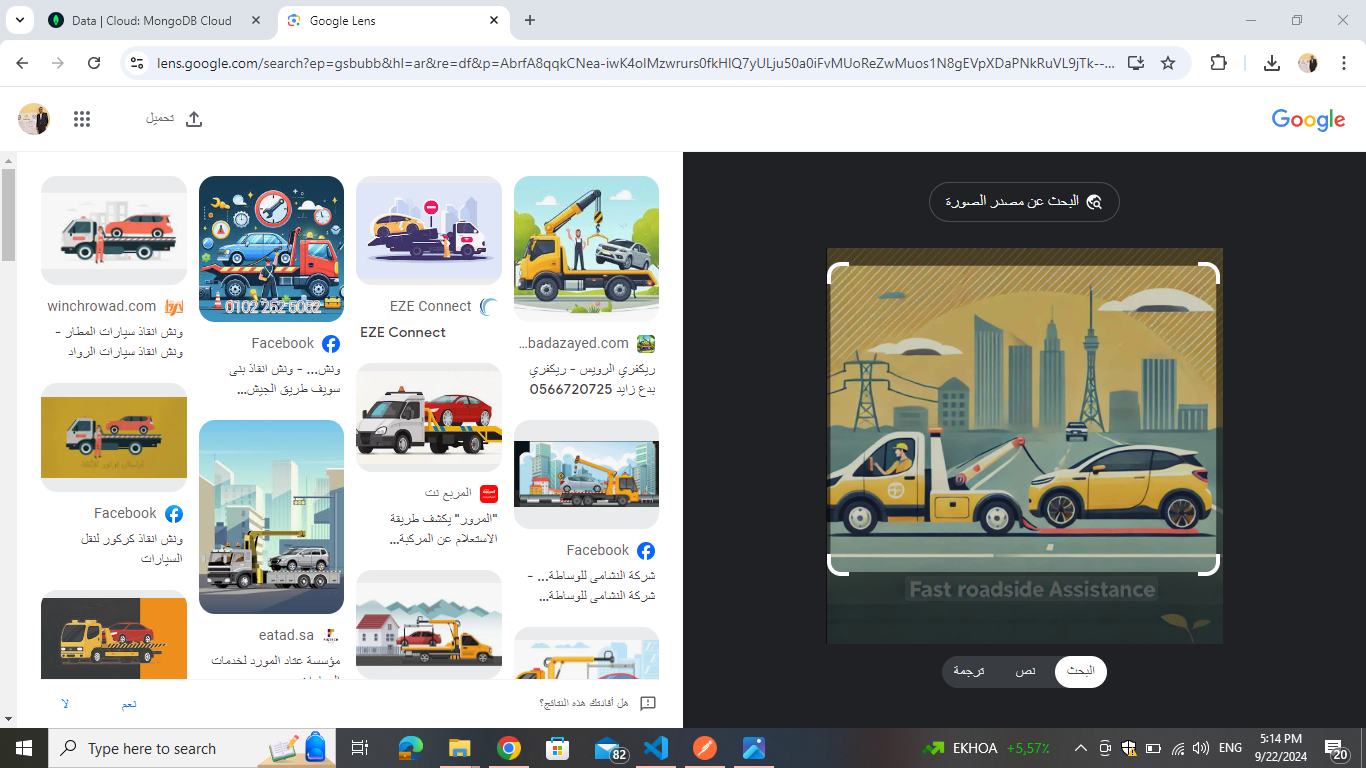 Data | Cloud: MongoDB Cloud
Google Lens
lens.google.com/search?ep=gsbubb&hl=ar&re=df&p=AbrfA8qqkCNea-iwK4olMzwrurs0fkHlQ7yULju50a0iFvMUoReZwMuos1N8gEVpXDaPNkRuVL9jTk--...
تحميل
Google
البحث عن مصدر الصورة
badazayed.com...
ريكفري الرويس - ريكفري
بدع زايد 0566720725
Facebook
شركة النشامى للوساطة... -
شركة النشامى للوساطة...
EZE Connect
EZE Connect
المربع نت
"المرور" يكشف طريقة
الاستعلام عن المركبة...
0102 262 6062
Facebook
ونش... - ونش انقاذ بنى
سويف طريق الجيش...
eatad.sa
مؤسسة عتاد المورد لخدمات
winchrowad.com
ونش انقاذ سيارات المطار -
ونش انقاذ سيارات الرواد
Facebook
ونش انقاذ كركور لنقل
السيارات
Fast roadside Assistance
البحث
نص
ترجمة
هل أفادتك هذه النتائج؟
نعم
لا
Type here to search
82
EKHOA +5,57%
ENG
5:14 PM
9/22/2024
20